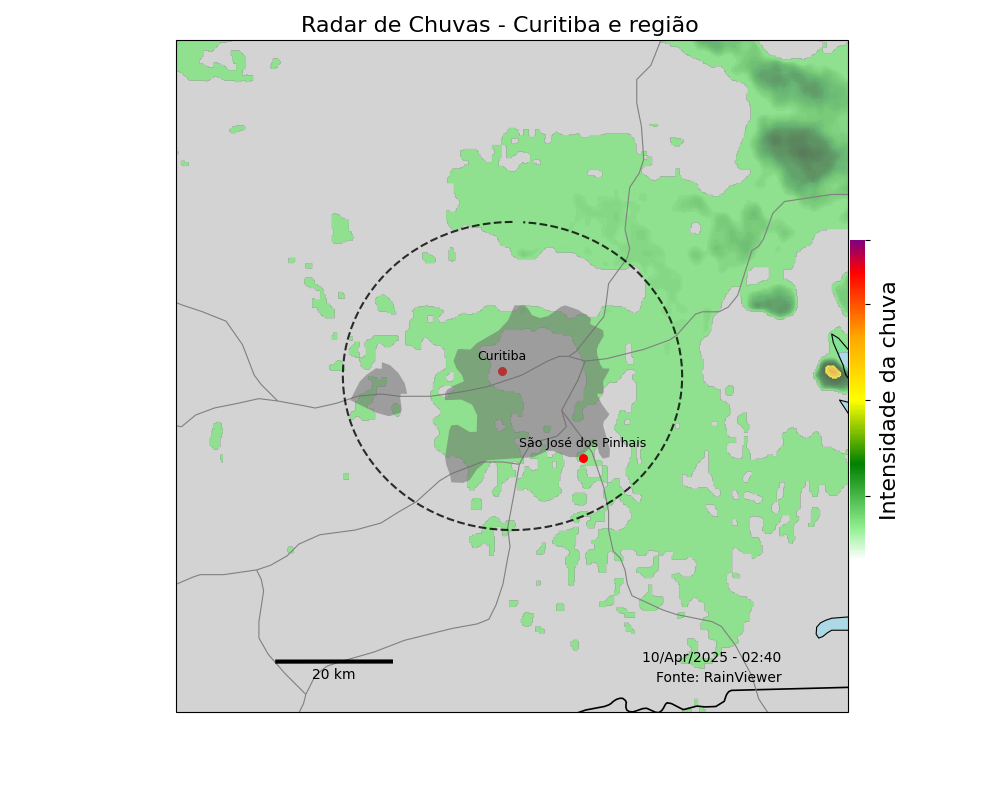 Radar de Chuvas - Curitiba e região
Curitiba
São José dos Pinhais
Intensidade da chuva
10/Apr/2025 - 02:40
20 km
Fonte: RainViewer